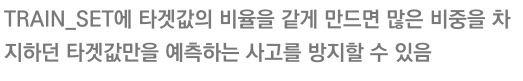 TRAIN_SET에 타겟값의 비율을 같게 만드면 많은 비중을 차
지하던 타겟값만을 예측하는 사고를 방지할 수 있음